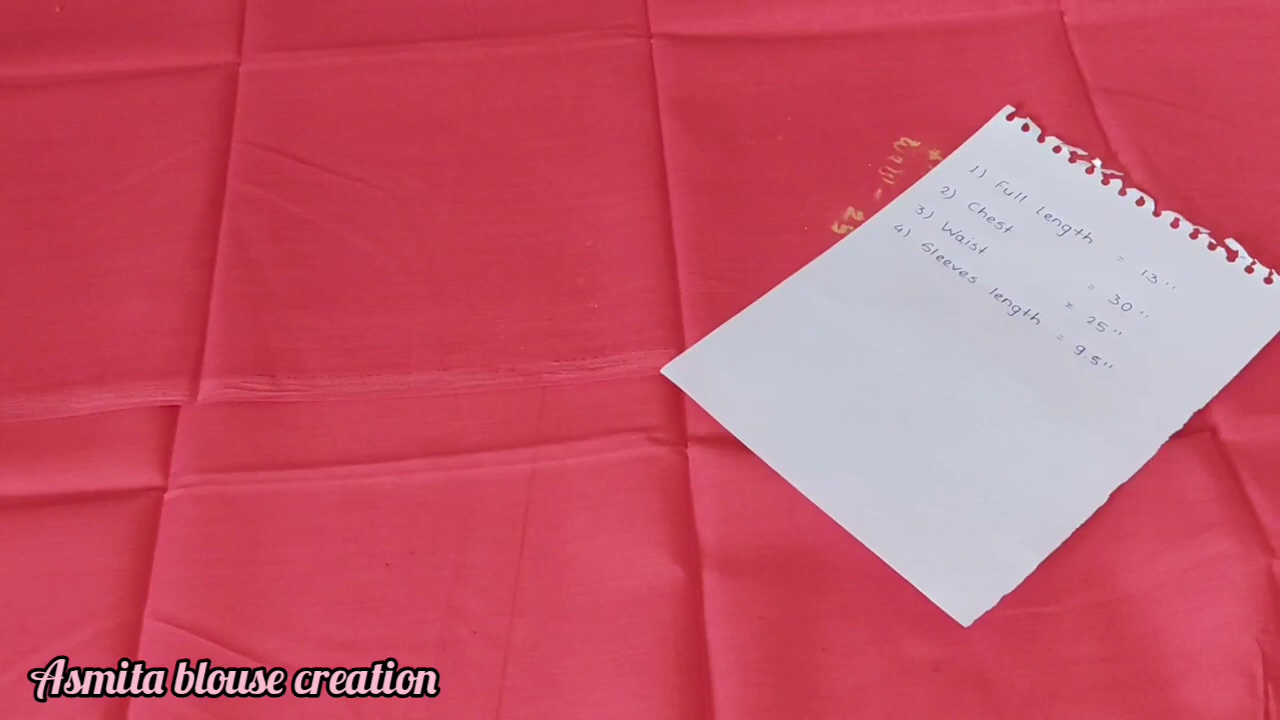 1) Full length = 13"
2) Chest = 30"
3) Waist = 25"
4) Sleeves length = 9.5"
Asmita blouse creation